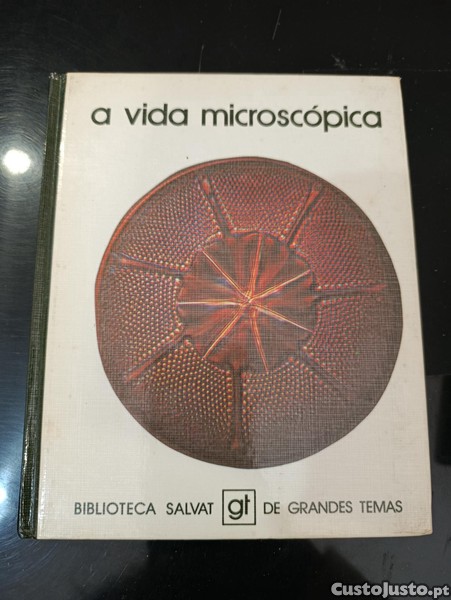 a vida microscópica
BIBLIOTECA SALVAT gt DE GRANDES TEMAS
CustoJusto.pt